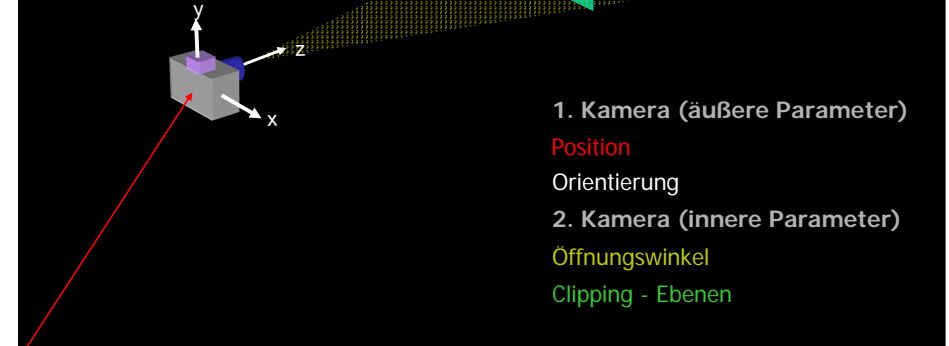 y
z
x
1. Kamera (äußere Parameter)
Position
Orientierung
2. Kamera (innere Parameter)
Öffnungswinkel
Clipping - Ebenen